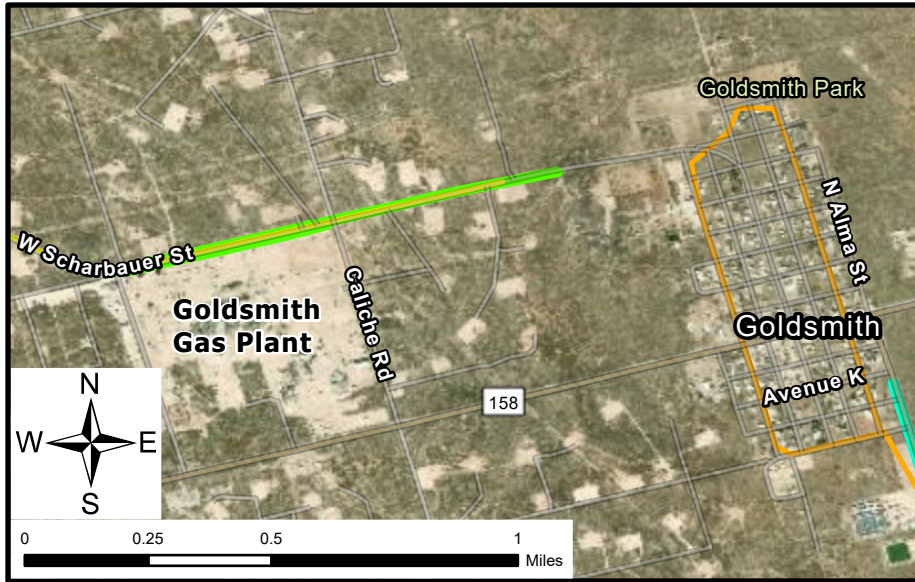 Goldsmith Park
W Scharbauer St
N Alma St
Caliche Rd
Goldsmith
Gas Plant
Goldsmith
Avenue K
158
N
W E
S
0 0.25 0.5 1
Miles